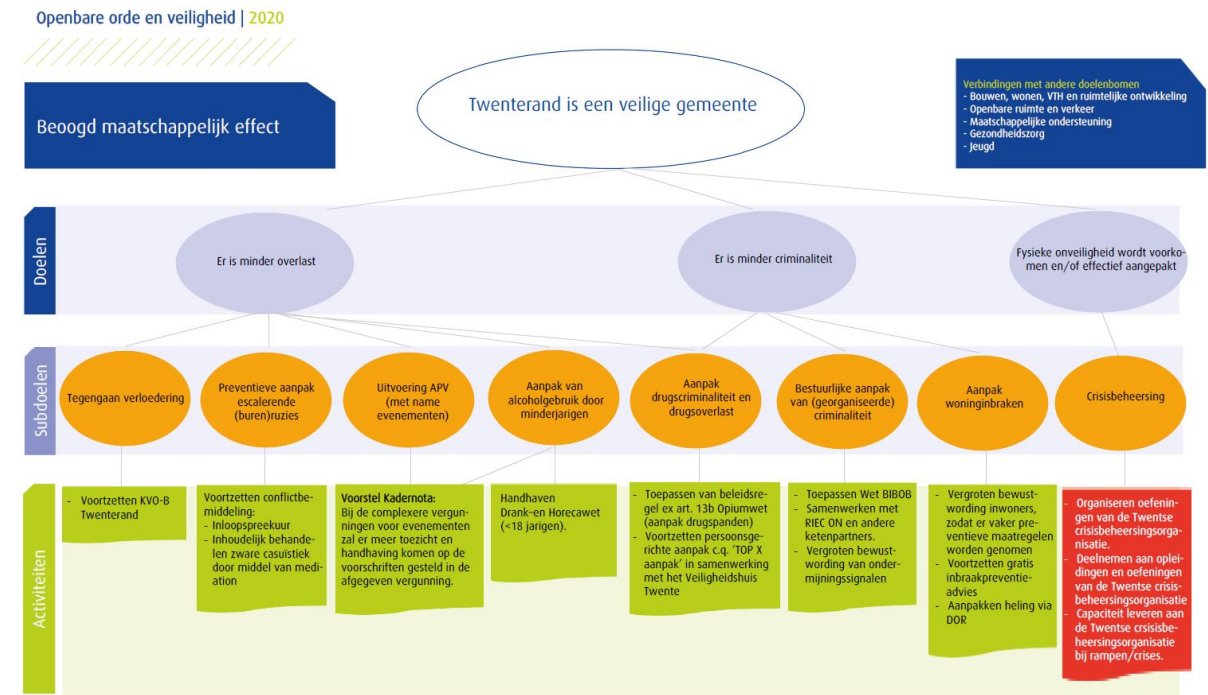 Openbare orde en veiligheid | 2020
Beoogd maatschappelijk effect
Twenterand is een veilige gemeente
Verbindingen met andere doelenbomen
- Bouwen, wonen, VTH en ruimtelijke ontwikkeling
- Openbare ruimte en verkeer
- Maatschappelijke ondersteuning
- Gezondheidszorg
- Jeugd
Doelen
Er is minder overlast
Er is minder criminaliteit
Fysieke onveiligheid wordt voorko-
men en/of effectief aangepakt
Subdoelen
Tegengaan verloedering
Preventieve aanpak
escalerende
(buren)ruzies
Uitvoering APV
(met name
evenementen)
Aanpak van
alcoholgebruik door
minderjarigen
Aanpak
drugscriminaliteit en
drugsoverlast
Bestuurlijke aanpak
van (georganiseerde)
criminaliteit
Aanpak
woninginbraken
Crisisbeheersing
Activiteiten
- Voortzetten KVO-B
Twenterand
Voortzetten conflictbe-
middeling:
- Inloopspreekuur
- Inhoudelijk behande-
len zware casuïstiek
door middel van medi-
ation
Voorstel Kadernota:
Bij de complexere vergun-
ningen voor evenementen
zal er meer toezicht en
handhaving komen op de
voorschriften gesteld in de
afgegeven vergunning.
Handhaven
Drank-en Horecawet
(<18 jarigen).
- Toepassen van beleidsre-
gel ex art. 13b Opiumwet
(aanpak drugspanden)
- Voortzetten persoonsge-
richte aanpak c.q. ‘TOP X
aanpak’ in samenwerking
met het Veiligheidshuis
Twente
- Toepassen Wet BIBOB
- Samenwerken met
RIEC ON en andere
ketenpartners.
- Vergroten bewust-
wording van onder-
mijningssignalen
- Vergroten bewust-
wording inwoners,
zodat er vaker pre-
ventieve maatregelen
worden genomen
- Voortzetten gratis
inbraakpreventie-
advies
- Aanpakken heling via
DOR
- Organiseren oefenin-
gen van de Twentse
crisisbeheersingsorga-
nisatie.
- Deelnemen aan oplei-
dingen en oefeningen
van de Twentse crisis-
beheersingsorganisatie
- Capaciteit leveren aan
de Twentse crsisisbe-
heersingsorganisatie
bij rampen/crises.